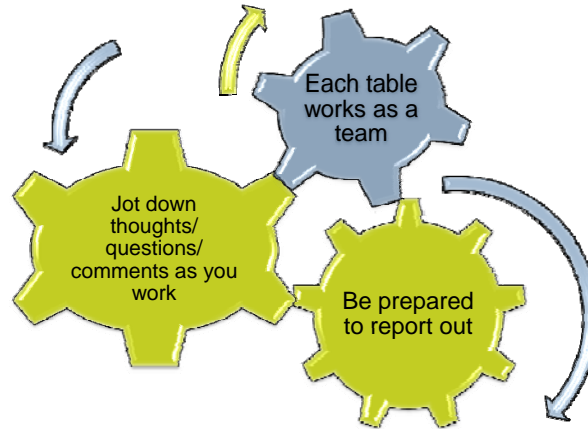 Each table
works as a
team
Jot down
thoughts/
questions/
comments as you
work
Be prepared
to report out